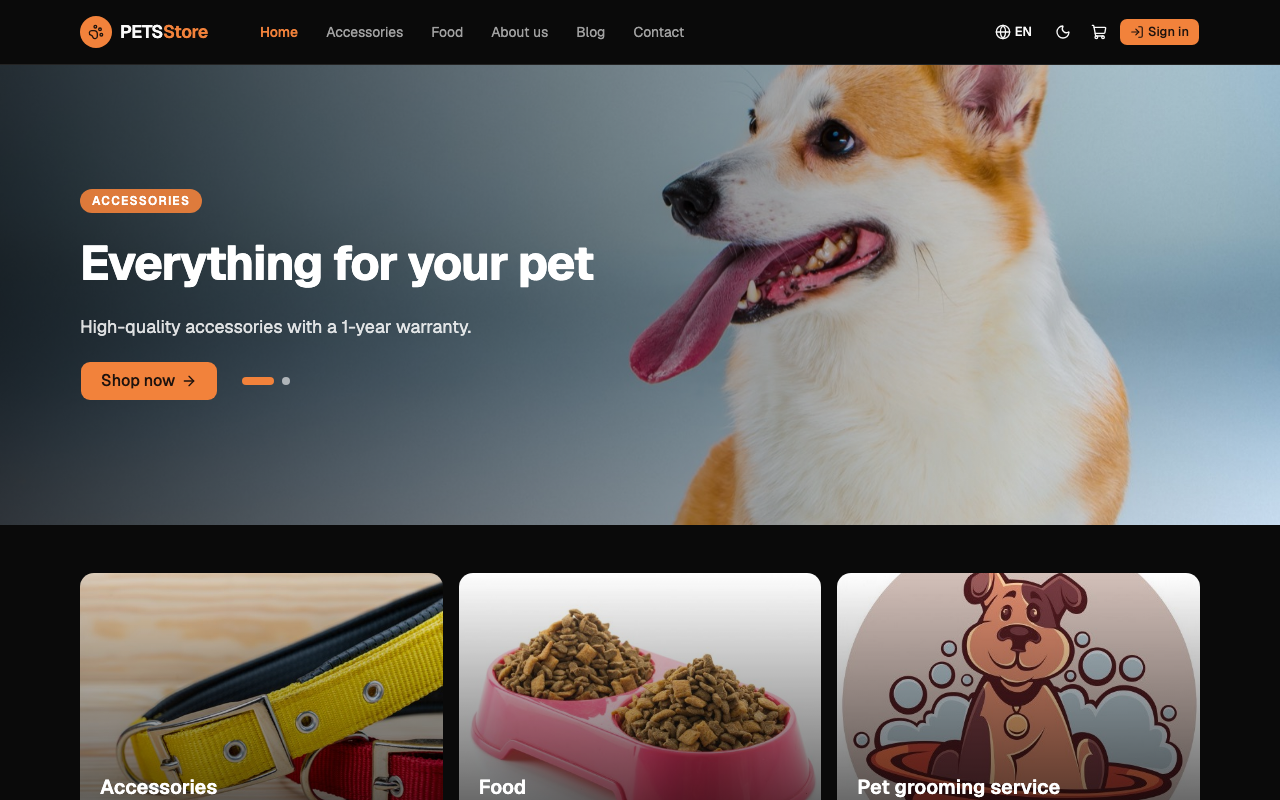 PETSStore
Home
Accessories
Food
About us
Blog
Contact
EN
Sign in
ACCESSORIES
Everything for your pet
High-quality accessories with a 1-year warranty.
Shop now
Accessories
Food
Pet grooming service